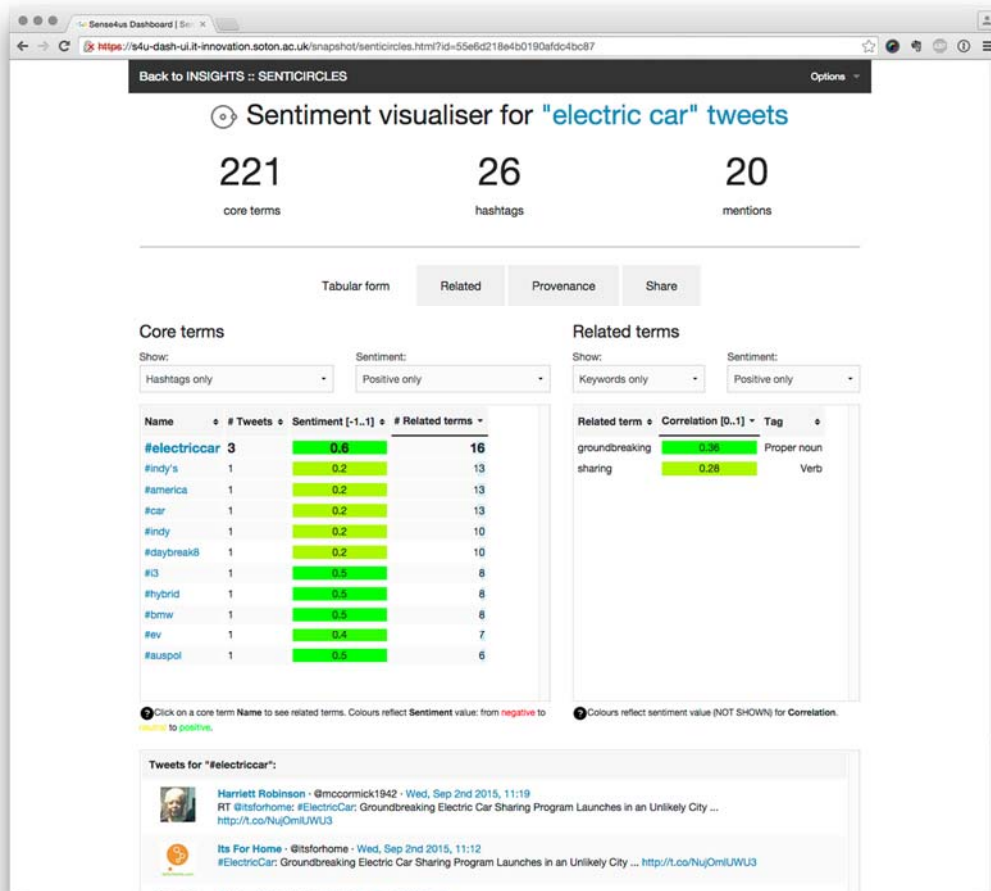 Sense4us Dashboard | Sen
https://s4u-dash-ui.it-innovation.soton.ac.uk/snapshot/senticircles.html?id=55e6d218e4b0190afdc4bc87
Back to INSIGHTS :: SENTICIRCLES Options
Sentiment visualiser for "electric car" tweets
221 26 20
core terms hashtags mentions
Tabular form Related Provenance Share
Core terms Related terms
Show: Sentiment: Show: Sentiment:
Hashtags only Positive only Keywords only Positive only
Name # Tweets Sentiment [-1..1] # Related terms Related term Correlation [0..1] Tag
#electriccar 3 0.6 16 groundbreaking 0.36 Proper noun
#indy's 1 0.2 13 sharing 0.28 Verb
#america 1 0.2 13
#car 1 0.2 13
#indy 1 0.2 10
#daybreak8 1 0.2 10
#i3 1 0.5 8
#hybrid 1 0.5 8
#bmw 1 0.5 8
#ev 1 0.4 7
#auspol 1 0.5 6
?Click on a core term Name to see related terms. Colours reflect Sentiment value: from negative to ?Colours reflect sentiment value (NOT SHOWN) for Correlation.
neutral to positive.
Tweets for "#electriccar":
Harriett Robinson · @mccormick1942 · Wed, Sep 2nd 2015, 11:19
RT @itsforhome: #ElectricCar: Groundbreaking Electric Car Sharing Program Launches in an Unlikely City ...
http://t.co/NujOmlUWU3
Its For Home · @itsforhome · Wed, Sep 2nd 2015, 11:12
#ElectricCar: Groundbreaking Electric Car Sharing Program Launches in an Unlikely City ... http://t.co/NujOmlUWU3